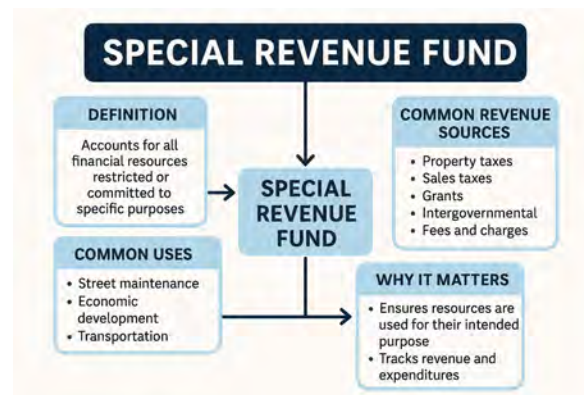 SPECIAL REVENUE FUND
DEFINITION
Accounts for all
financial resources
restricted or
committed to
specific purposes
SPECIAL
REVENUE
FUND
COMMON REVENUE
SOURCES
• Property taxes
• Sales taxes
• Grants
• Intergovernmental
• Fees and charges
COMMON USES
• Street maintenance
• Economic
development
• Transportation
WHY IT MATTERS
• Ensures resources are
used for their intended
purpose
• Tracks revenue and
expenditures